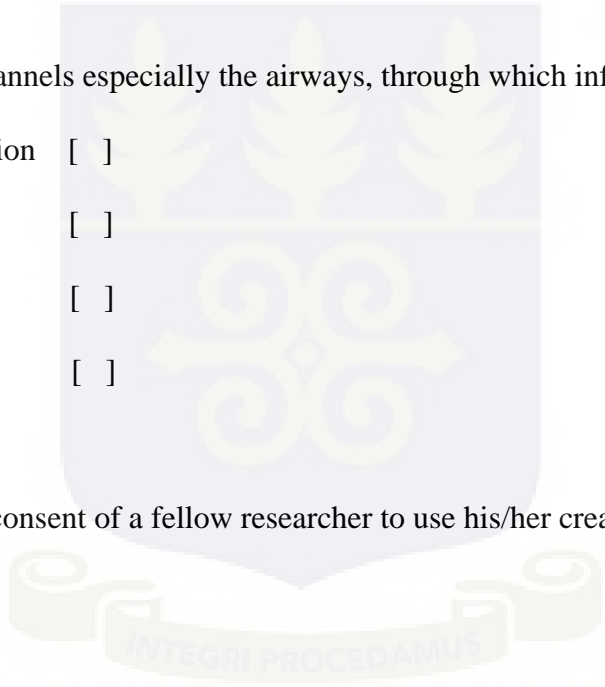 annels especially the airways, through which inf
ion [ ]
[ ]
[ ]
[ ]
consent of a fellow researcher to use his/her crea
INTEGRI PROCEDAMUS